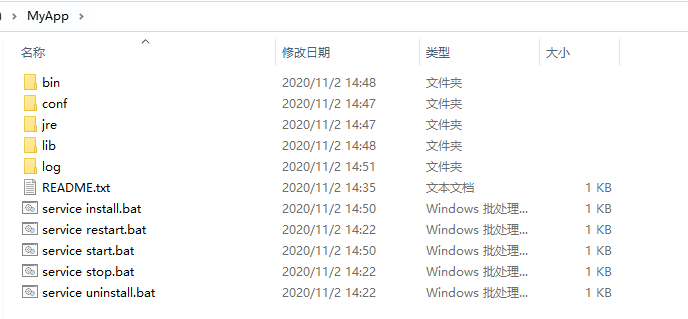 MyApp
名称 修改日期 类型 大小
bin 2020/11/2 14:48 文件夹
conf 2020/11/2 14:47 文件夹
jre 2020/11/2 14:47 文件夹
lib 2020/11/2 14:48 文件夹
log 2020/11/2 14:51 文件夹
README.txt 2020/11/2 14:35 文本文档 1 KB
service install.bat 2020/11/2 14:50 Windows 批处理... 1 KB
service restart.bat 2020/11/2 14:22 Windows 批处理... 1 KB
service start.bat 2020/11/2 14:50 Windows 批处理... 1 KB
service stop.bat 2020/11/2 14:22 Windows 批处理... 1 KB
service uninstall.bat 2020/11/2 14:22 Windows 批处理... 1 KB